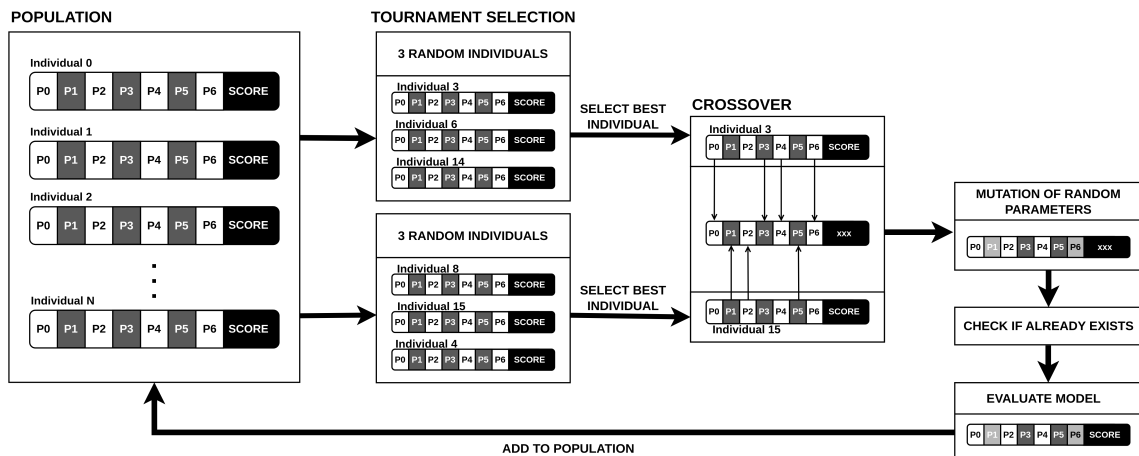 POPULATION
Individual 0
P0 P1 P2 P3 P4 P5 P6 SCORE
Individual 1
P0 P1 P2 P3 P4 P5 P6 SCORE
Individual 2
P0 P1 P2 P3 P4 P5 P6 SCORE
Individual N
P0 P1 P2 P3 P4 P5 P6 SCORE
TOURNAMENT SELECTION
3 RANDOM INDIVIDUALS
Individual 3
P0 P1 P2 P3 P4 P5 P6 SCORE
Individual 6
P0 P1 P2 P3 P4 P5 P6 SCORE
Individual 14
P0 P1 P2 P3 P4 P5 P6 SCORE
3 RANDOM INDIVIDUALS
Individual 8
P0 P1 P2 P3 P4 P5 P6 SCORE
Individual 15
P0 P1 P2 P3 P4 P5 P6 SCORE
Individual 4
P0 P1 P2 P3 P4 P5 P6 SCORE
SELECT BEST
INDIVIDUAL
SELECT BEST
INDIVIDUAL
CROSSOVER
Individual 3
P0 P1 P2 P3 P4 P5 P6 SCORE
P0 P1 P2 P3 P4 P5 P6 xxx
P0 P1 P2 P3 P4 P5 P6 SCORE
Individual 15
MUTATION OF RANDOM
PARAMETERS
P0 P1 P2 P3 P4 P5 P6 xxx
CHECK IF ALREADY EXISTS
EVALUATE MODEL
P0 P1 P2 P3 P4 P5 P6 SCORE
ADD TO POPULATION